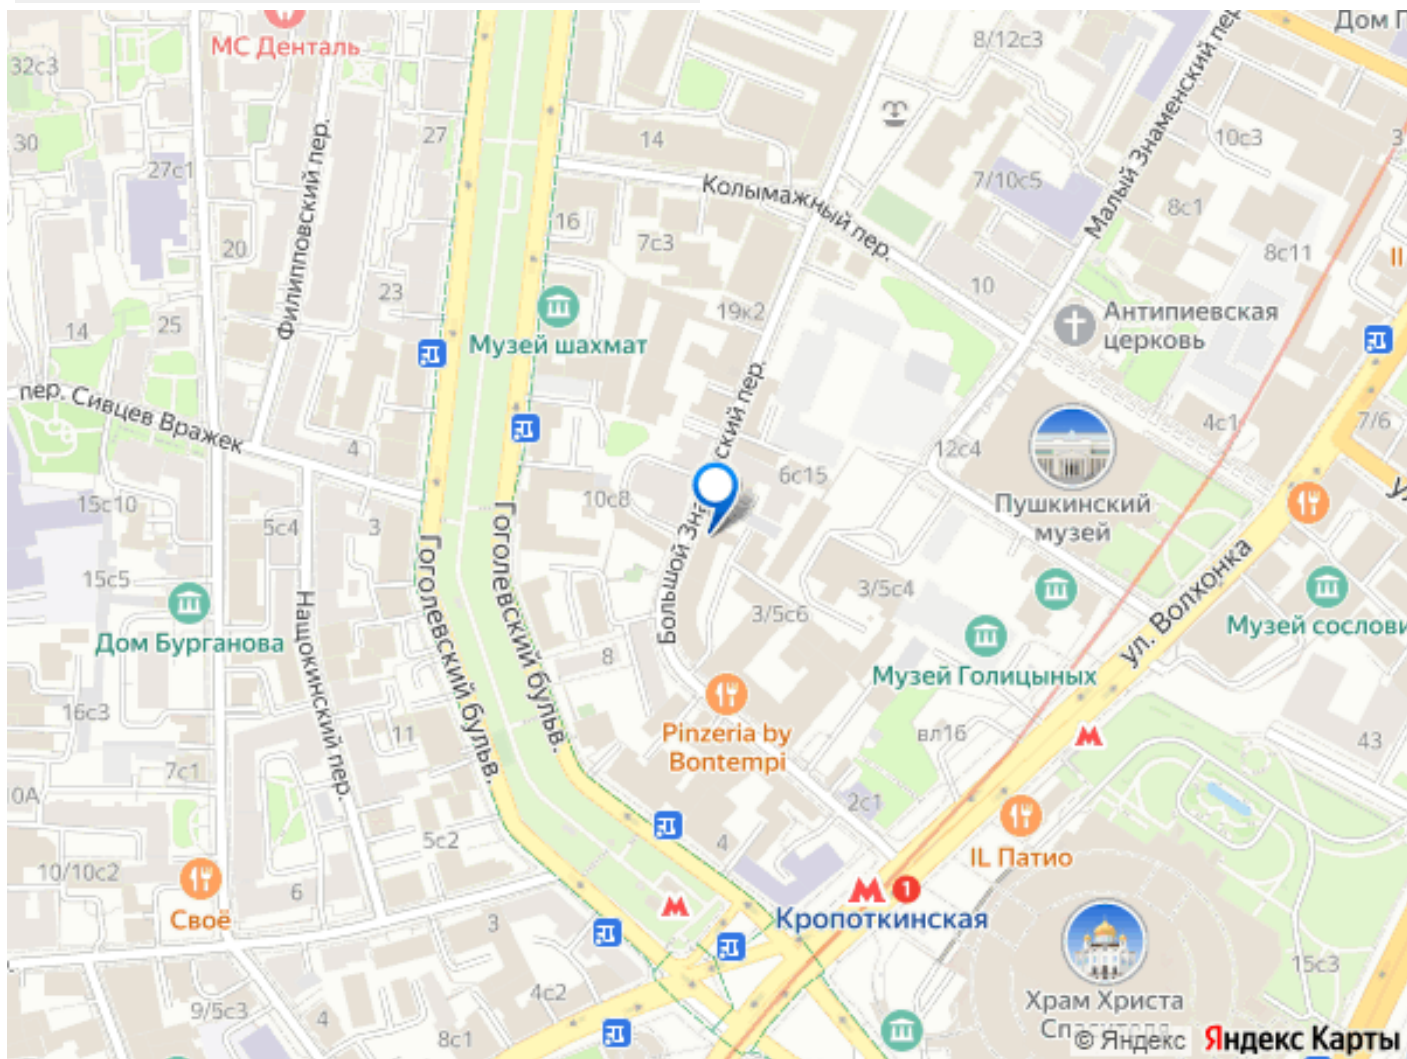 МС Денталь
Дом П
32с3
8/12с3
30
27
14
10с3
3
27с1
Филипповский пер.
Колымажный пер.
7/10с5
Малый Знаменский пер.
8с1
20
16
7с3
8с11
23
10
14
25
19к2
Музей шахмат
Антипиевская
церковь
пер. Сивцев Вражек
4
4с1
7/6
12с4
6с15
10с8
15с10
5с4
3
Пушкинский
музей
Гоголевский бульв.
Гоголевский бульв.
15с5
3/5с4
3/5с6
ул. Волхонка
Дом Бурганова
Нащокинский пер.
8
Музей Голицыных
Музей сослови
16с3
11
Pinzeria by
Bontempi
вл16
43
7с1
0А
2с1
5с2
4
IL Патио
10/10с2
6
Своё
3
1
Кропоткинская
15с3
4с2
9/5с3
4
8с1
Храм Христа
Спасителя
© Яндекс Яндекс Карты